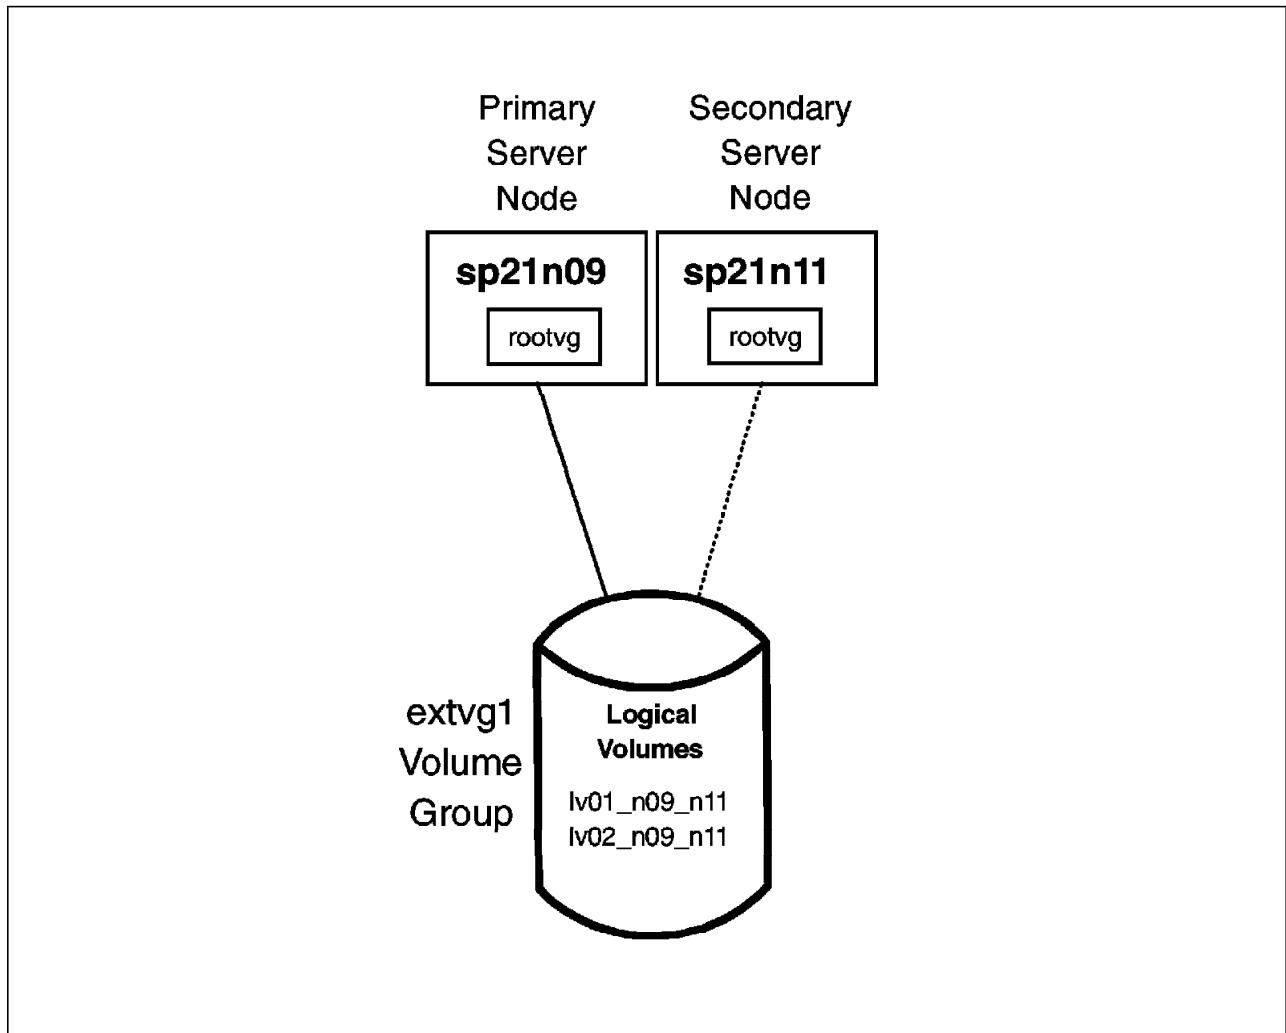 Primary
Server
Node
Secondary
Server
Node
sp21n09
rootvg
sp21n11
rootvg
extvg1
Volume
Group
Logical
Volumes
lv01_n09_n11
lv02_n09_n11